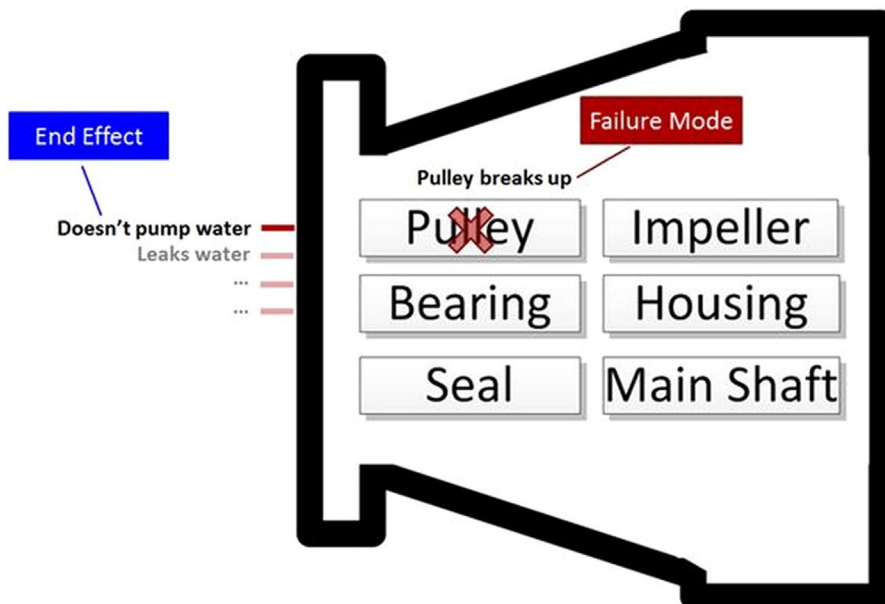 End Effect
Failure Mode
Pulley breaks up
Doesn't pump water
Leaks water
...
...
Pulley
Impeller
Bearing
Housing
Seal
Main Shaft